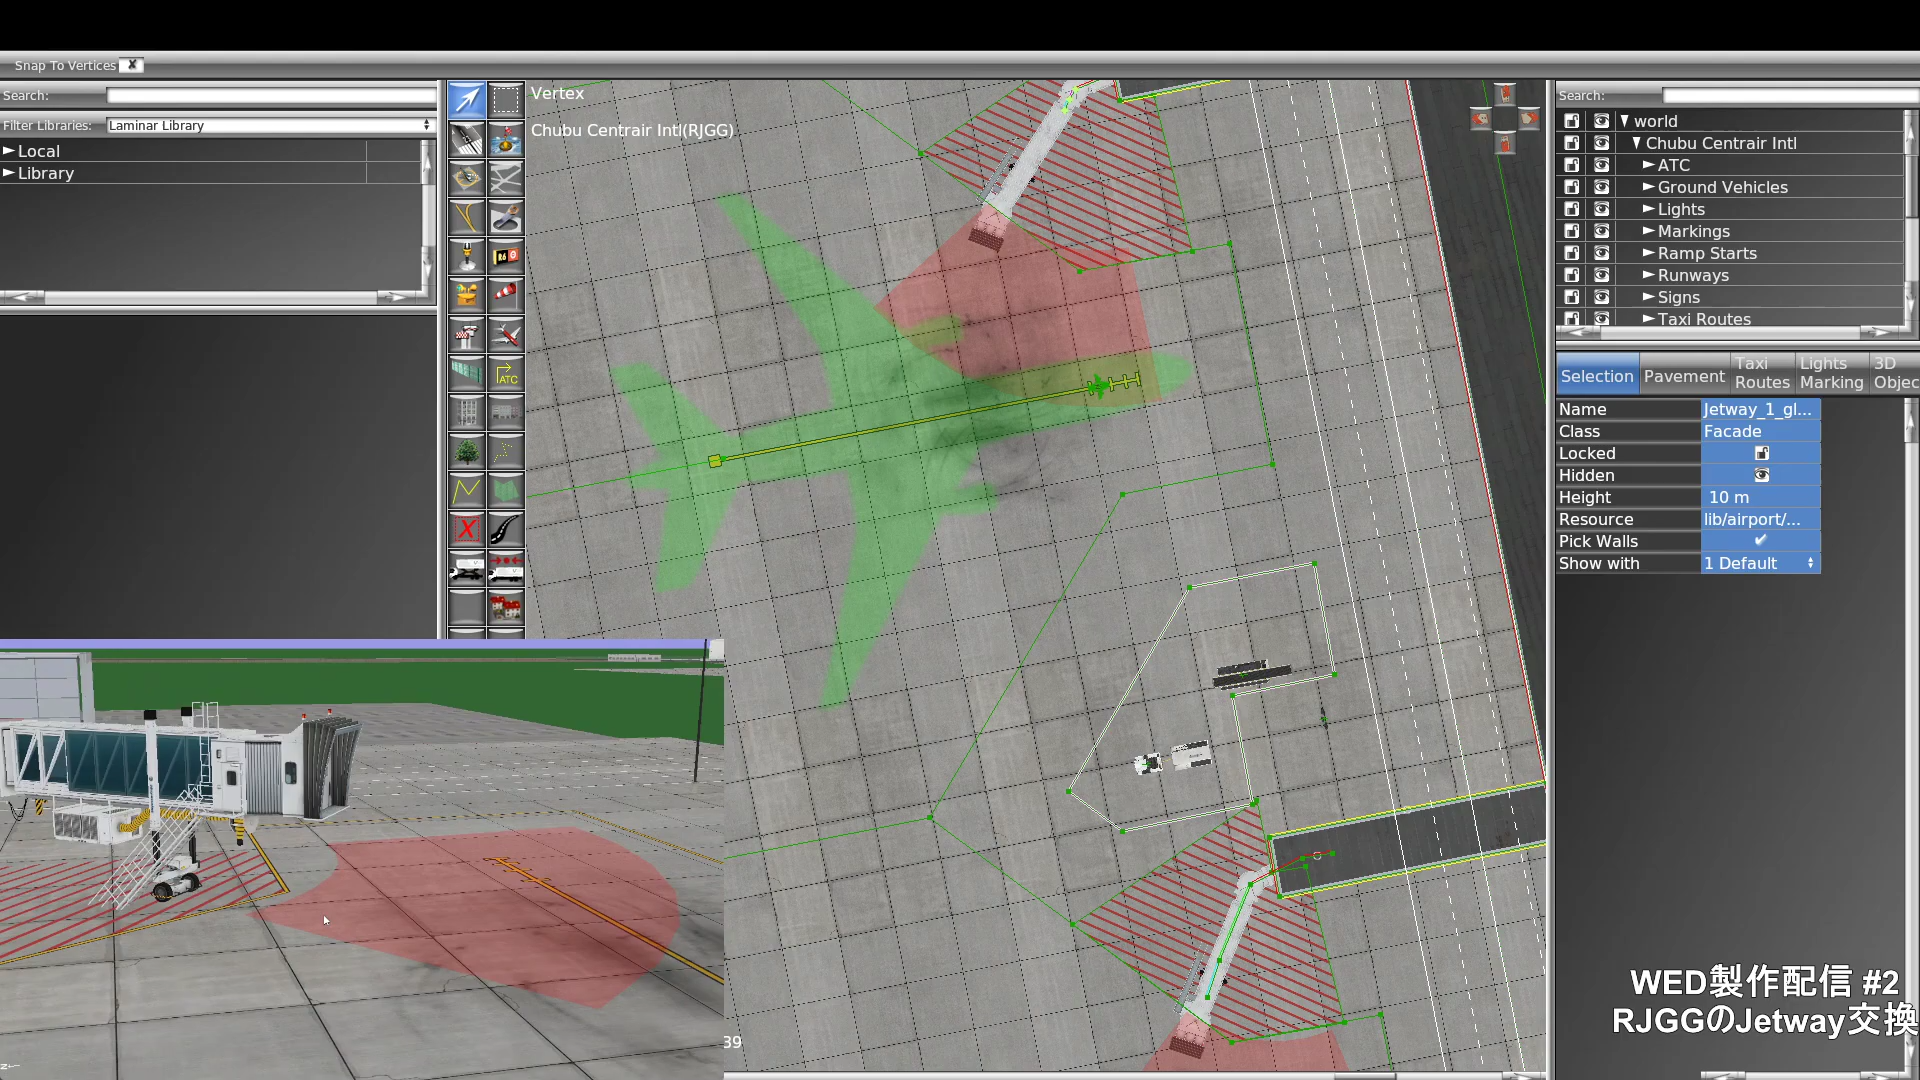 Snap To Vertices X
Search:
Filter Libraries: Laminar Library
Local
Library
Vertex
Chubu Centrair Intl(RJGG)
ATC
Search:
world
Chubu Centrair Intl
ATC
Ground Vehicles
Lights
Markings
Ramp Starts
Runways
Signs
Taxi Routes
Selection
Pavement
Taxi Routes
Lights Marking
3D Objec
Name Jetway_1_gl...
Class Facade
Locked
Hidden
Height 10 m
Resource lib/airport/...
Pick Walls
Show with 1 Default
39
WED製作配信 #2
RJGGのJetway交換